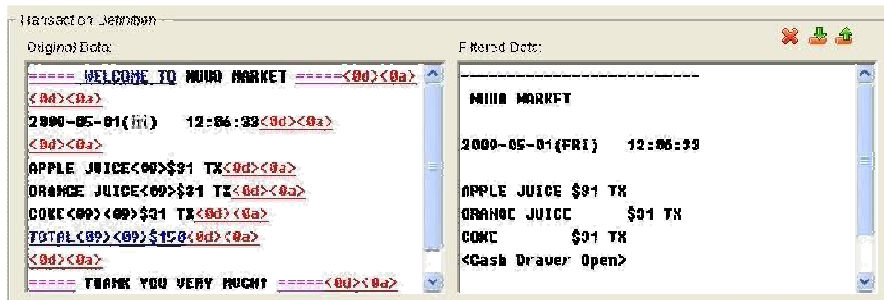 Transaction Definition
Original Data:
===== WELCOME TO NUUO MARKET =====<0d><0a>
<0d><0a>
2000-05-01(fri) 12:06:33<0d><0a>
<0d><0a>
APPLE JUICE<09>$31 TX<0d><0a>
ORANGE JUICE<09>$31 TX<0d><0a>
COKE<09><09>$31 TX<0d><0a>
TOTAL<09><09>$150<0d><0a>
<0d><0a>
===== THANK YOU VERY MUCH! =====<0d><0a>
Filtered Data:
---------------------------
NUUO MARKET
2000-05-01(FRI) 12:06:33
APPLE JUICE $31 TX
ORANGE JUICE $31 TX
COKE $31 TX
<Cash Drawer Open>